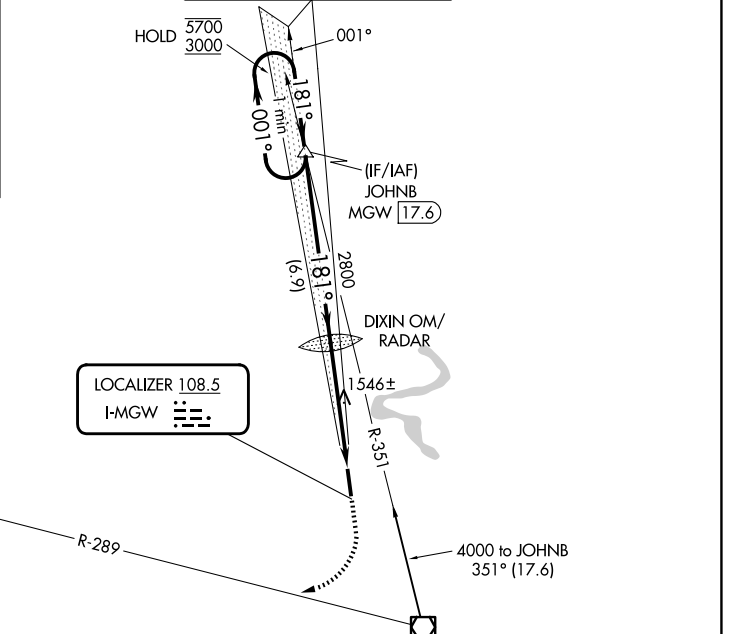 HOLD 5700
3000
001°
181°
1 min
001°
(IF/IAF)
JOHNB
MGW 17.6
2800
181°
(6.9)
DIXIN OM/
RADAR
LOCALIZER 108.5
I-MGW
1546±
R-351
R-289
4000 to JOHNB
351° (17.6)